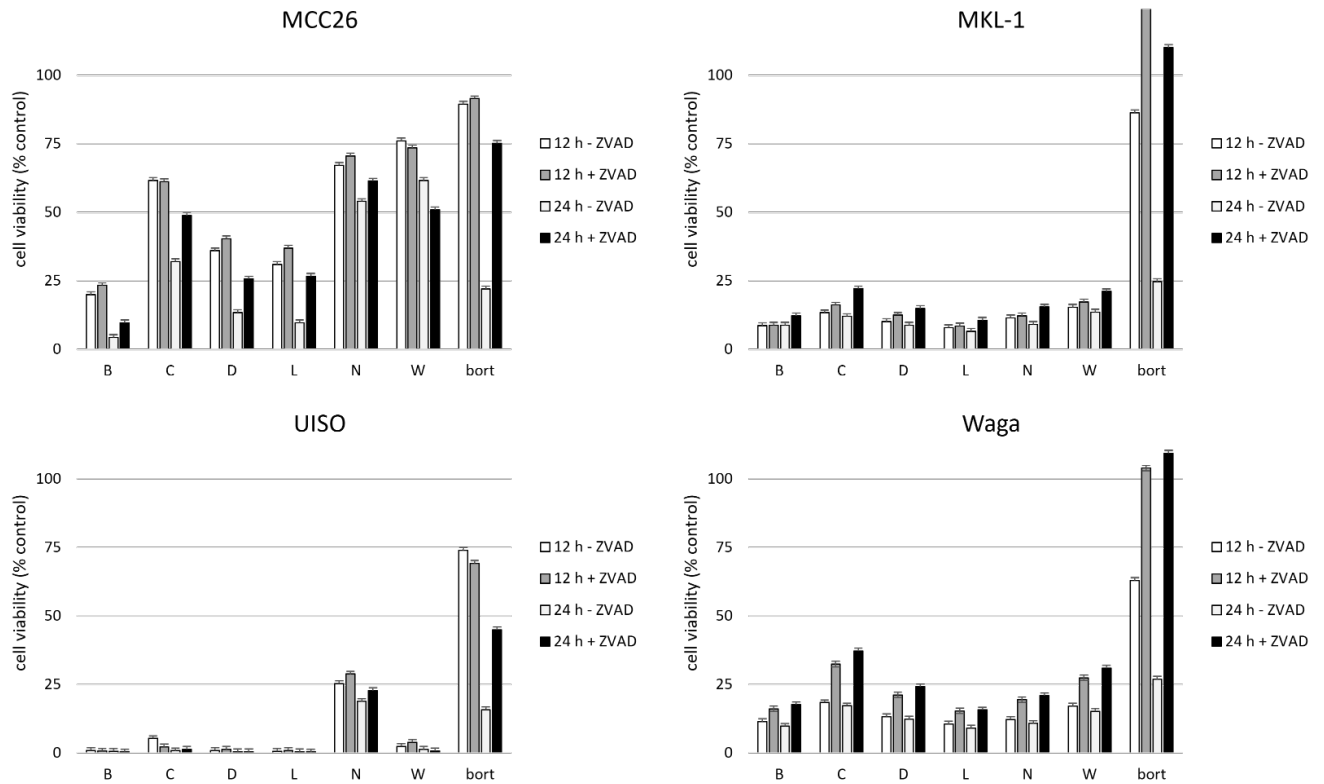 MCC26
cell viability (% control)
100
75
50
25
0
B C D L N W bort
12 h - ZVAD
12 h + ZVAD
24 h - ZVAD
24 h + ZVAD
MKL-1
cell viability (% control)
100
75
50
25
0
B C D L N W bort
12 h - ZVAD
12 h + ZVAD
24 h - ZVAD
24 h + ZVAD
UISO
cell viability (% control)
100
75
50
25
0
B C D L N W bort
12 h - ZVAD
12 h + ZVAD
24 h - ZVAD
24 h + ZVAD
Waga
cell viability (% control)
100
75
50
25
0
B C D L N W bort
12 h - ZVAD
12 h + ZVAD
24 h - ZVAD
24 h + ZVAD